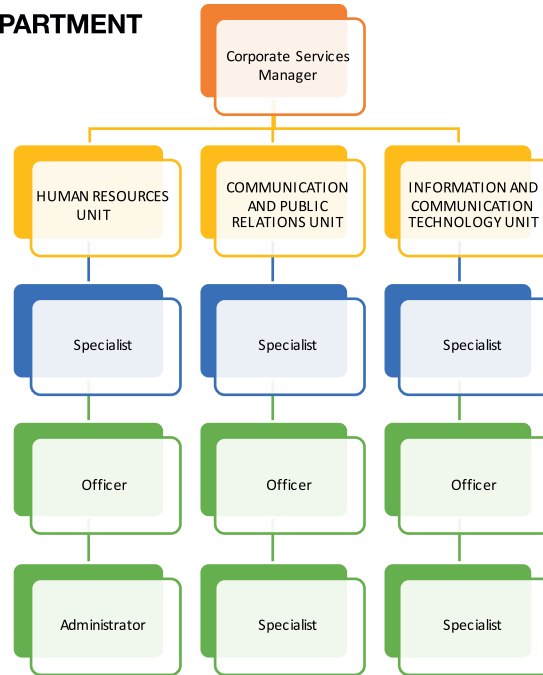 PARTMENT
Corporate Services
Manager
HUMAN RESOURCES
UNIT
COMMUNICATION
AND PUBLIC
RELATIONS UNIT
INFORMATION AND
COMMUNICATION
TECHNOLOGY UNIT
Specialist
Specialist
Specialist
Officer
Officer
Officer
Administrator
Specialist
Specialist